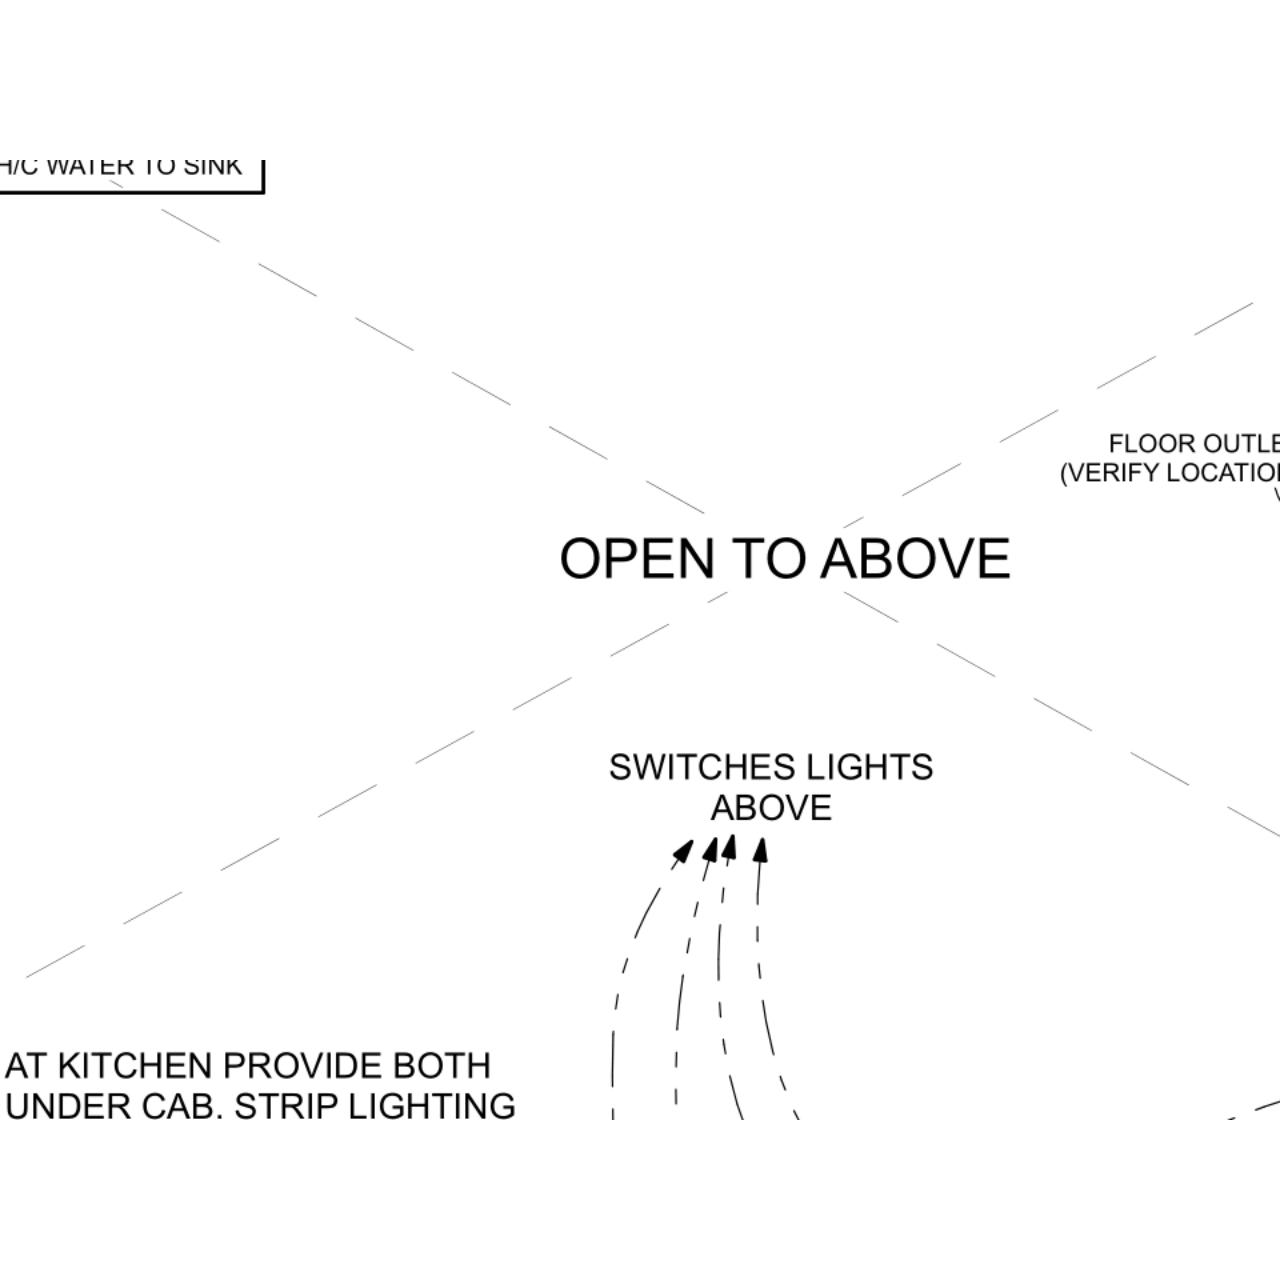 H/C WATER TO SINK
FLOOR OUTLE
(VERIFY LOCATION
OPEN TO ABOVE
SWITCHES LIGHTS
ABOVE
AT KITCHEN PROVIDE BOTH
UNDER CAB. STRIP LIGHTING